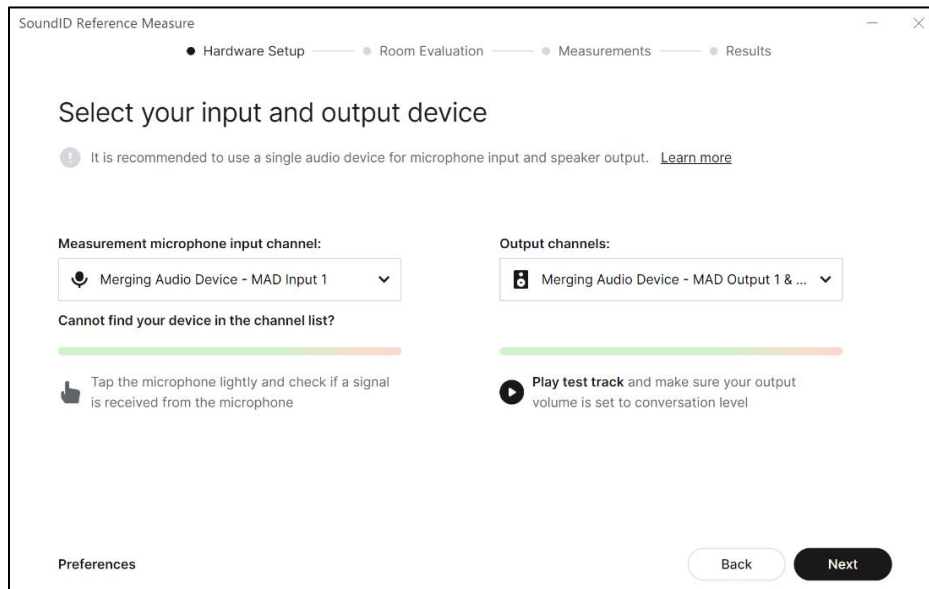 SoundID Reference Measure
Hardware Setup Room Evaluation Measurements Results
Select your input and output device
It is recommended to use a single audio device for microphone input and speaker output. Learn more
Measurement microphone input channel:
Merging Audio Device - MAD Input 1
Cannot find your device in the channel list?
Tap the microphone lightly and check if a signal
is received from the microphone
Output channels:
Merging Audio Device - MAD Output 1 & ...
Play test track and make sure your output
volume is set to conversation level
Preferences
Back
Next